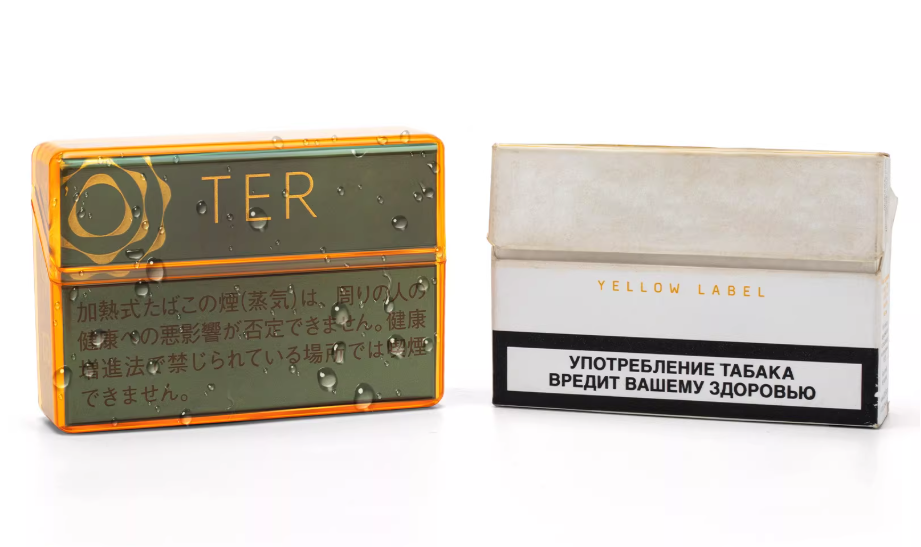 TER
加熱式たばこの煙(蒸気)は、周りの人の
健康への悪影響が否定できません。健康
増進法で禁じられている場所では喫煙
できません。
YELLOW LABEL
УПОТРЕБЛЕНИЕ ТАБАКА
ВРЕДИТ ВАШЕМУ ЗДОРОВЬЮ